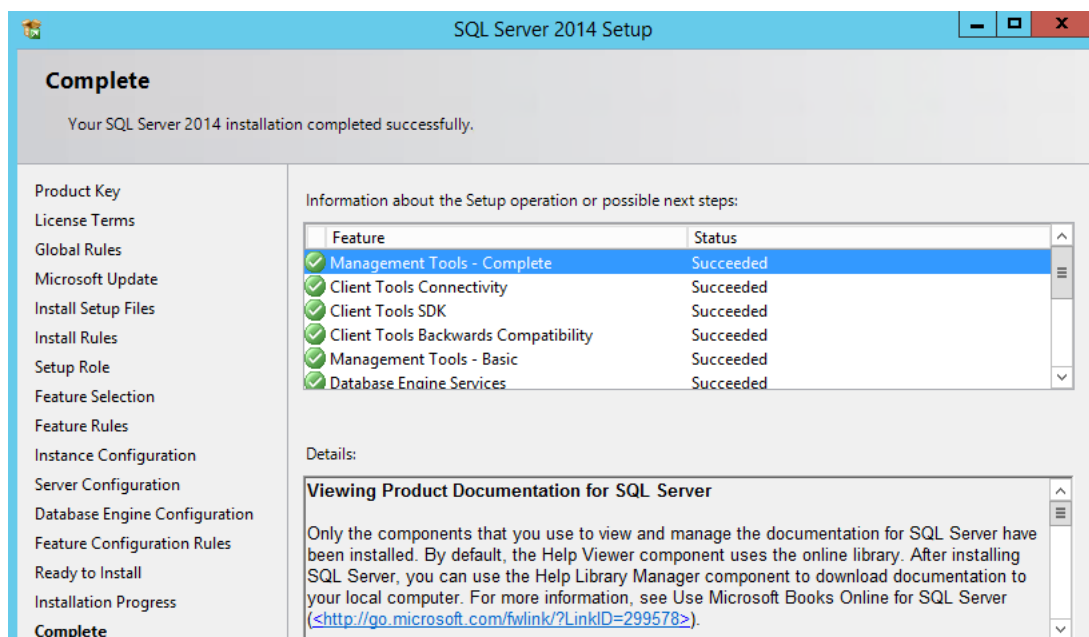 SQL Server 2014 Setup
Complete
Your SQL Server 2014 installation completed successfully.
Product Key
License Terms
Global Rules
Microsoft Update
Install Setup Files
Install Rules
Setup Role
Feature Selection
Feature Rules
Instance Configuration
Server Configuration
Database Engine Configuration
Feature Configuration Rules
Ready to Install
Installation Progress
Complete
Information about the Setup operation or possible next steps:
Feature Status
Management Tools - Complete Succeeded
Client Tools Connectivity Succeeded
Client Tools SDK Succeeded
Client Tools Backwards Compatibility Succeeded
Management Tools - Basic Succeeded
Database Engine Services Succeeded
Details:
Viewing Product Documentation for SQL Server
Only the components that you use to view and manage the documentation for SQL Server have
been installed. By default, the Help Viewer component uses the online library. After installing
SQL Server, you can use the Help Library Manager component to download documentation to
your local computer. For more information, see Use Microsoft Books Online for SQL Server
(<http://go.microsoft.com/fwlink/?LinkID=299578>).